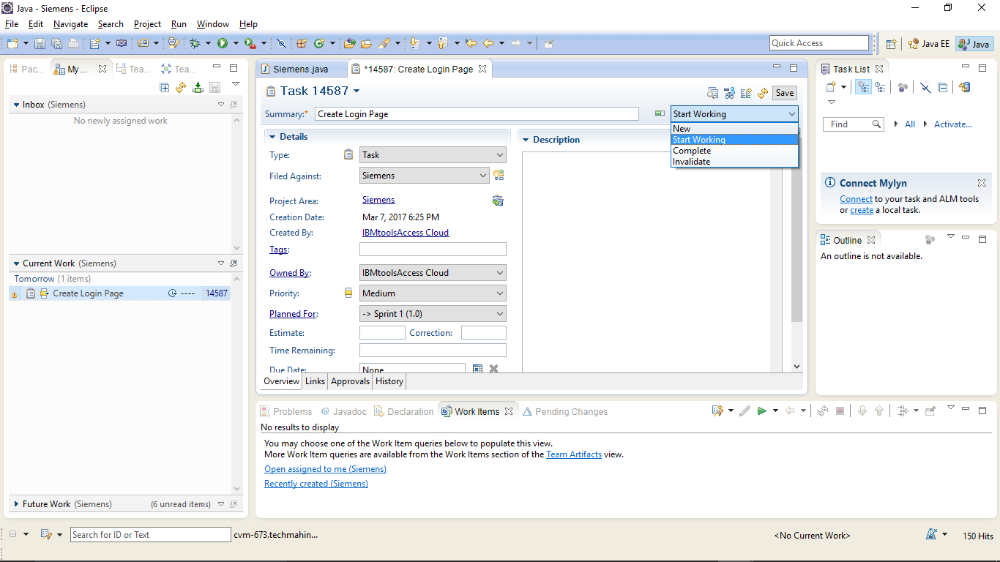 Java - Siemens - Eclipse
File Edit Navigate Search Project Run Window Help
Quick Access
Java EE
Java
Pac...
My ...
Tea...
Tea...
Inbox (Siemens)
No newly assigned work
Current Work (Siemens)
Tomorrow (1 items)
Create Login Page ---- 14587
Future Work (Siemens) (6 unread items)
Siemens.java
*14587: Create Login Page
Task 14587
Save
Summary:* Create Login Page
Start Working
New
Start Working
Complete
Invalidate
Details
Type: Task
Filed Against: Siemens
Project Area: Siemens
Creation Date: Mar 7, 2017 6:25 PM
Created By: IBMtoolsAccess Cloud
Tags:
Owned By: IBMtoolsAccess Cloud
Priority: Medium
Planned For: -> Sprint 1 (1.0)
Estimate: Correction:
Time Remaining:
Due Date: None
Description
Overview Links Approvals History
Task List
Find All Activate...
Connect Mylyn
Connect to your task and ALM tools
or create a local task.
Outline
An outline is not available.
Problems @ Javadoc Declaration Work Items Pending Changes
No results to display
You may choose one of the Work Item queries below to populate this view.
More Work Item queries are available from the Work Items section of the Team Artifacts view.
Open assigned to me (Siemens)
Recently created (Siemens)
Search for ID or Text
cvm-673.techmahin...
<No Current Work>
150 Hits